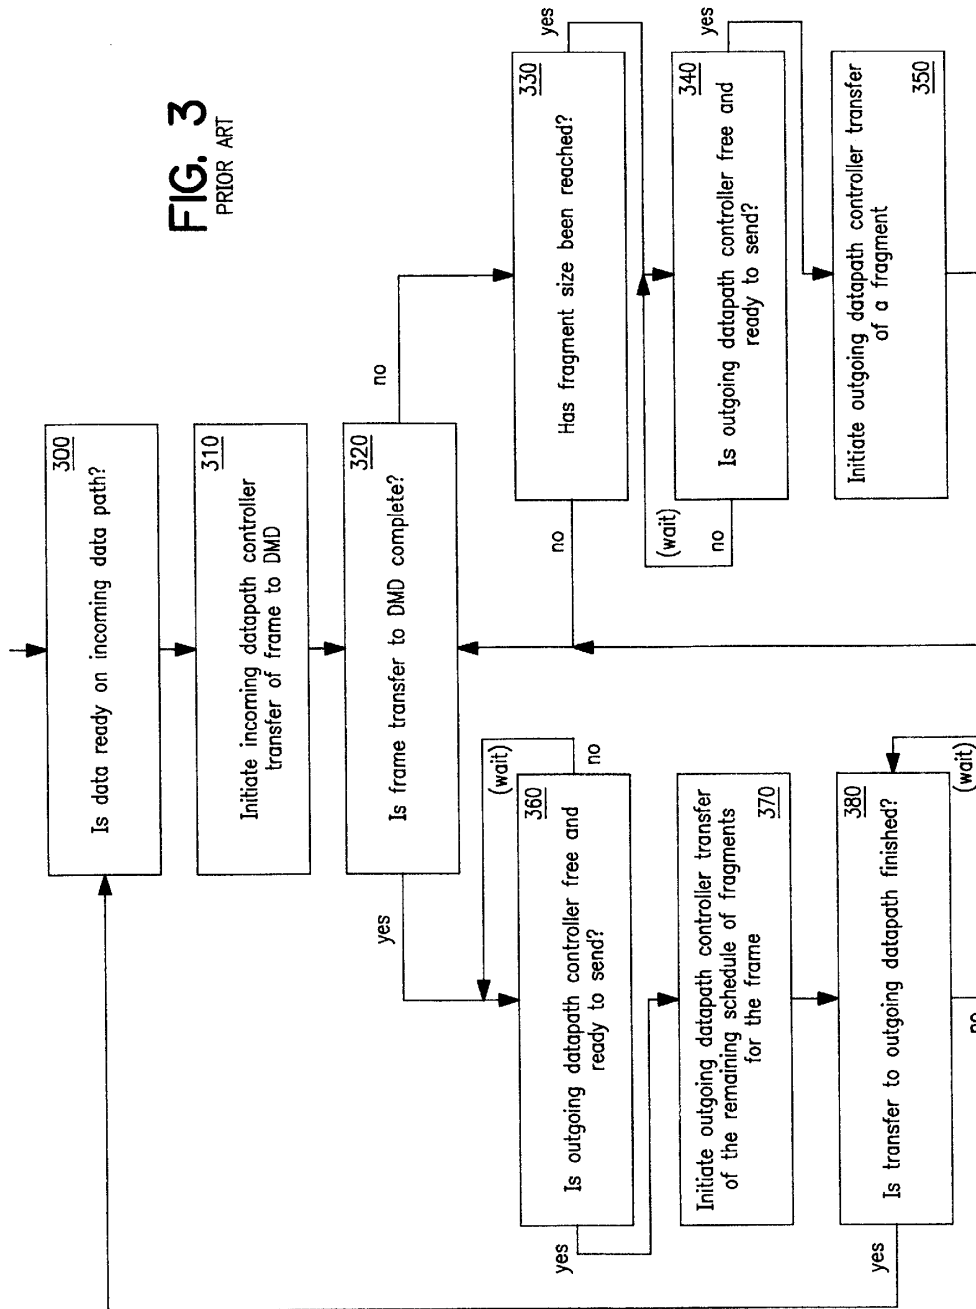 FIG. 3
PRIOR ART
300
Is data ready on incoming data path?
310
Initiate incoming datapath controller
transfer of frame to DMD
320
Is frame transfer to DMD complete?
yes
no
360
Is outgoing datapath controller free and
ready to send?
(wait)
no
yes
370
Initiate outgoing datapath controller transfer
of the remaining schedule of fragments
for the frame
380
Is transfer to outgoing datapath finished?
(wait)
no
yes
330
Has fragment size been reached?
no
yes
340
Is outgoing datapath controller free and
ready to send?
(wait)
no
yes
350
Initiate outgoing datapath controller transfer
of a fragment